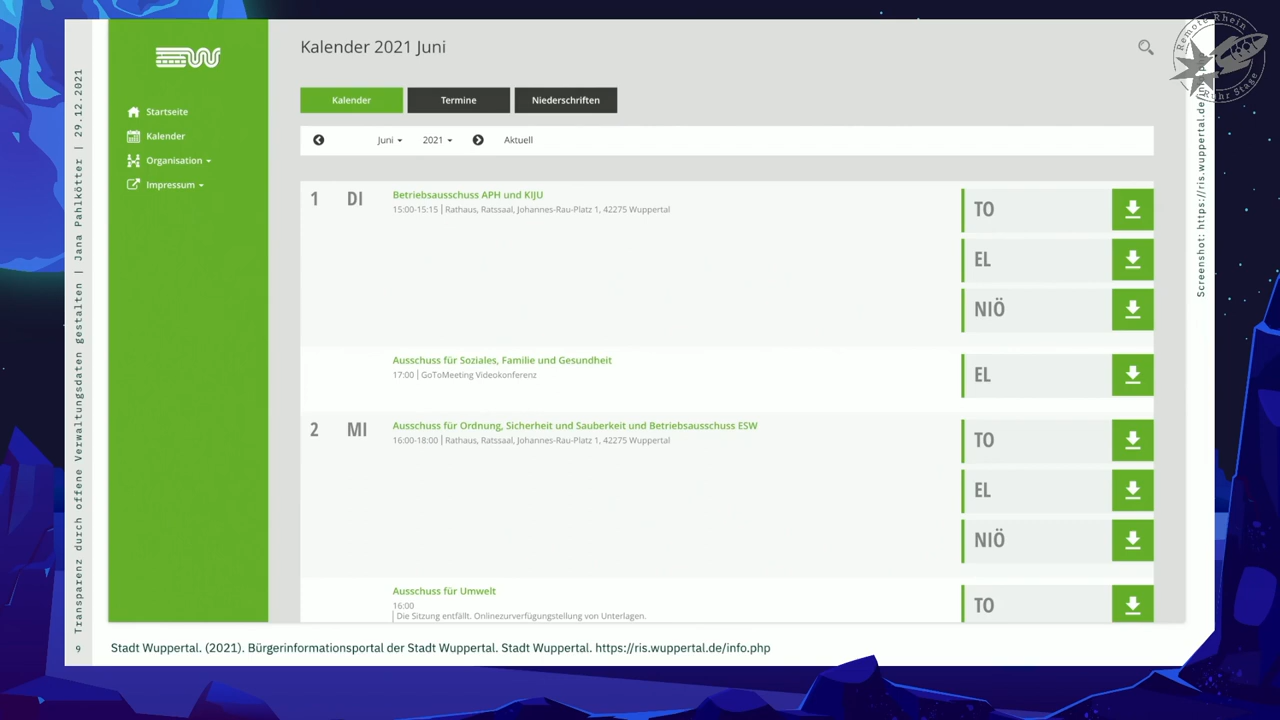 Remote Rhein
Ruhr Stage
Transparenz durch offene Verwaltungsdaten gestalten | Jana Pahlkötter | 29.12.2021
9
Kalender 2021 Juni
Startseite
Kalender
Organisation
Impressum
Kalender
Termine
Niederschriften
Juni
2021
Aktuell
1 DI
Betriebsausschuss APH und KIJU
15:00-15:15 | Rathaus, Ratssaal, Johannes-Rau-Platz 1, 42275 Wuppertal
TO
EL
NIÖ
Ausschuss für Soziales, Familie und Gesundheit
17:00 | GoToMeeting Videokonferenz
EL
2 MI
Ausschuss für Ordnung, Sicherheit und Sauberkeit und Betriebsausschuss ESW
16:00-18:00 | Rathaus, Ratssaal, Johannes-Rau-Platz 1, 42275 Wuppertal
TO
EL
NIÖ
Ausschuss für Umwelt
16:00
| Die Sitzung entfällt. Onlinezurverfügungstellung von Unterlagen.
TO
Stadt Wuppertal. (2021). Bürgerinformationsportal der Stadt Wuppertal. Stadt Wuppertal. https://ris.wuppertal.de/info.php
Screenshot: https://ris.wuppertal.de/info.php